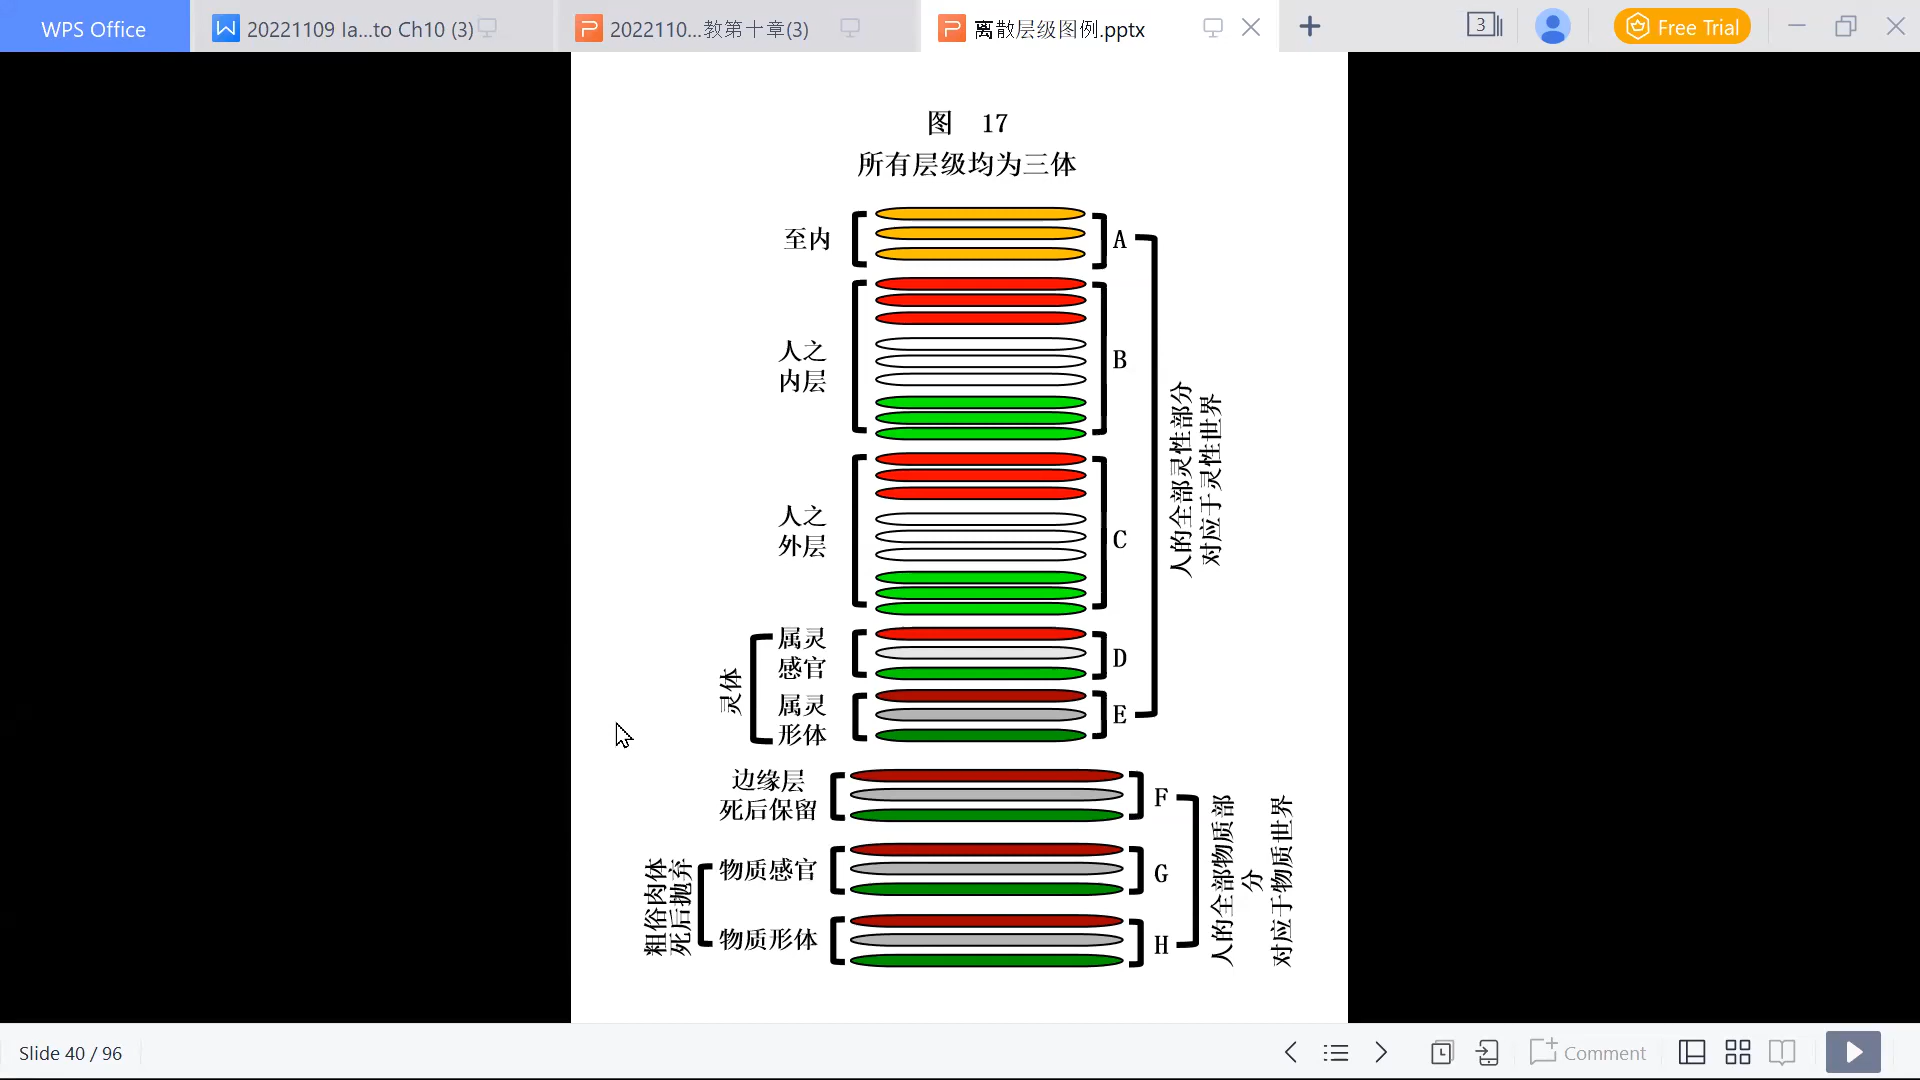 WPS Office
20221109 la...to Ch10 (3)
2022110...教第十章(3)
离散层级图例.pptx
3
Free Trial
图 17
所有层级均为三体
至内
A
人之
内层
B
人之
外层
C
人的全部灵性部分
对应于灵性世界
灵体
属灵
感官
D
属灵
形体
E
边缘层
死后保留
F
粗俗肉体
死后抛弃
物质感官
G
物质形体
H
人的全部物质部
分
对应于物质世界
Slide 40 / 96
Comment